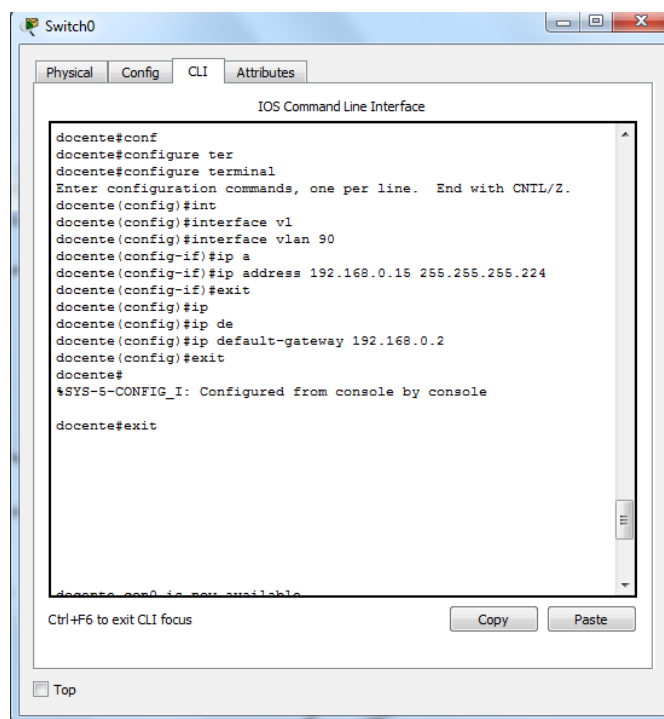 Switch0
Physical Config CLI Attributes
IOS Command Line Interface
docente#conf
docente#configure ter
docente#configure terminal
Enter configuration commands, one per line.  End with CNTL/Z.
docente(config)#int
docente(config)#interface vl
docente(config)#interface vlan 90
docente(config-if)#ip a
docente(config-if)#ip address 192.168.0.15 255.255.255.224
docente(config-if)#exit
docente(config)#ip
docente(config)#ip de
docente(config)#ip default-gateway 192.168.0.2
docente(config)#exit
docente#
%SYS-5-CONFIG_I: Configured from console by console
docente#exit
docente con0 is now available
Ctrl+F6 to exit CLI focus
Copy Paste
Top